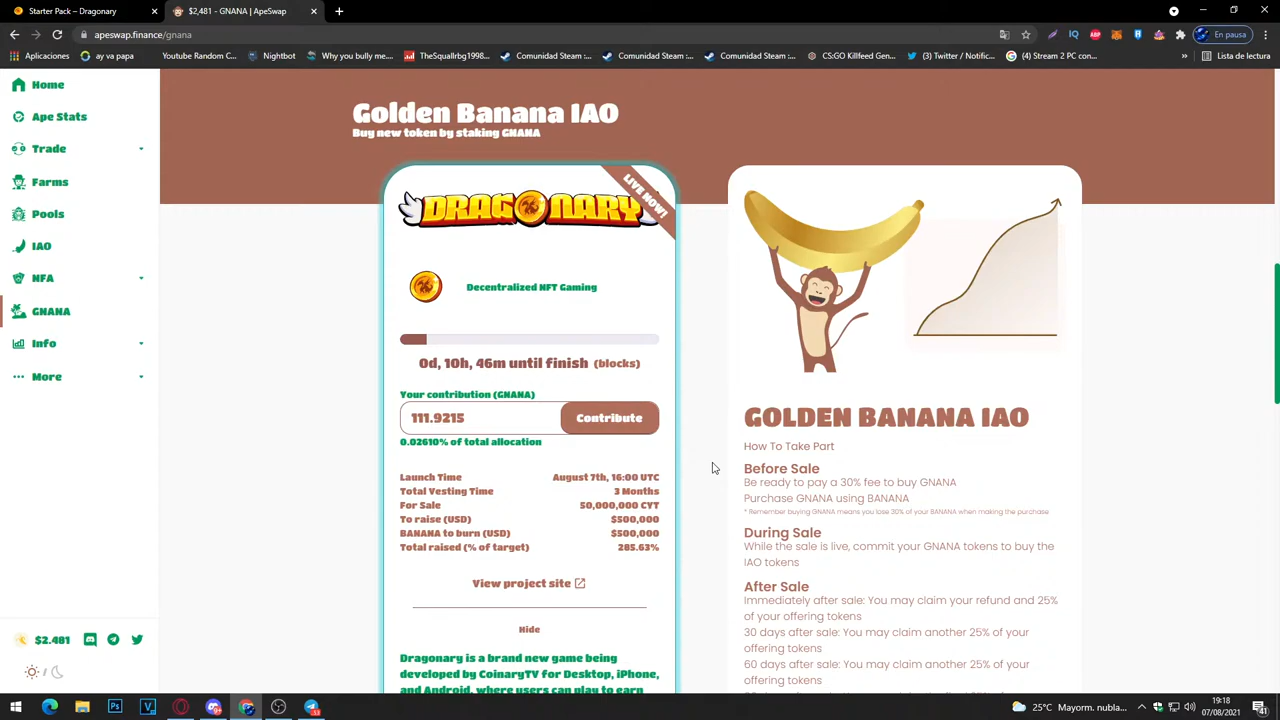 Starter Pack – Dragonary
$2,481 - GNANA | ApeSwap
apeswap.finance/gnana
En pausa
Aplicaciones
ay va papa
Youtube Random C...
Nightbot
Why you bully me...
TheSquallrg1998...
Comunidad Steam :...
Comunidad Steam :...
Comunidad Steam :...
CS:GO Killfeed Gen...
(3) Twitter / Notific...
(4) Stream 2 PC con...
»
Lista de lectura
Home
Ape Stats
Trade
Farms
Pools
IAO
NFA
GNANA
Info
More
$2.481
Golden Banana IAO
Buy new token by staking GNANA
LIVE NOW!
DRAGONARY
Decentralized NFT Gaming
0d, 10h, 46m until finish (blocks)
Your contribution (GNANA)
111.9215
Contribute
0.02610% of total allocation
Launch Time August 7th, 16:00 UTC
Total Vesting Time 3 Months
For Sale 50,000,000 CYT
To raise (USD) $500,000
BANANA to burn (USD) $500,000
Total raised (% of target) 285.63%
View project site
Hide
Dragonary is a brand new game being
developed by CoinaryTV for Desktop, iPhone,
and Android, where users can play to earn
GOLDEN BANANA IAO
How To Take Part
Before Sale
Be ready to pay a 30% fee to buy GNANA
Purchase GNANA using BANANA
* Remember buying GNANA means you lose 30% of your BANANA when making the purchase
During Sale
While the sale is live, commit your GNANA tokens to buy the
IAO tokens
After Sale
Immediately after sale: You may claim your refund and 25%
of your offering tokens
30 days after sale: You may claim another 25% of your
offering tokens
60 days after sale: You may claim another 25% of your
offering tokens
25°C Mayorm. nubla...
19:18
07/08/2021